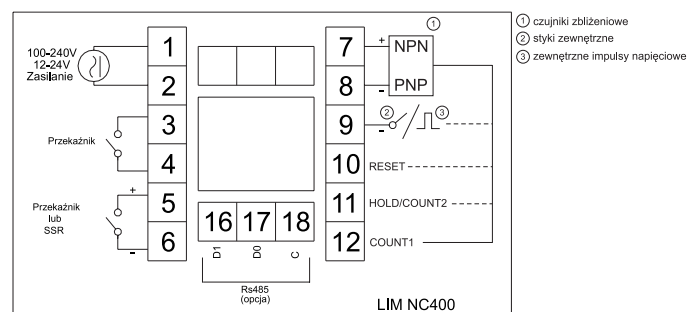 100-240V
12-24V
Zasilanie
Przekaźnik
Przekaźnik
lub
SSR
+
-
1
2
3
4
5
6
16 17 18
D1 D0 C
Rs485
(opcja)
7
8
9
10
11
12
+
-
-
NPN
PNP
1
2
3
RESET
HOLD/COUNT2
COUNT1
LIM NC400
1 czujniki zbliżeniowe
2 styki zewnętrzne
3 zewnętrzne impulsy napięciowe